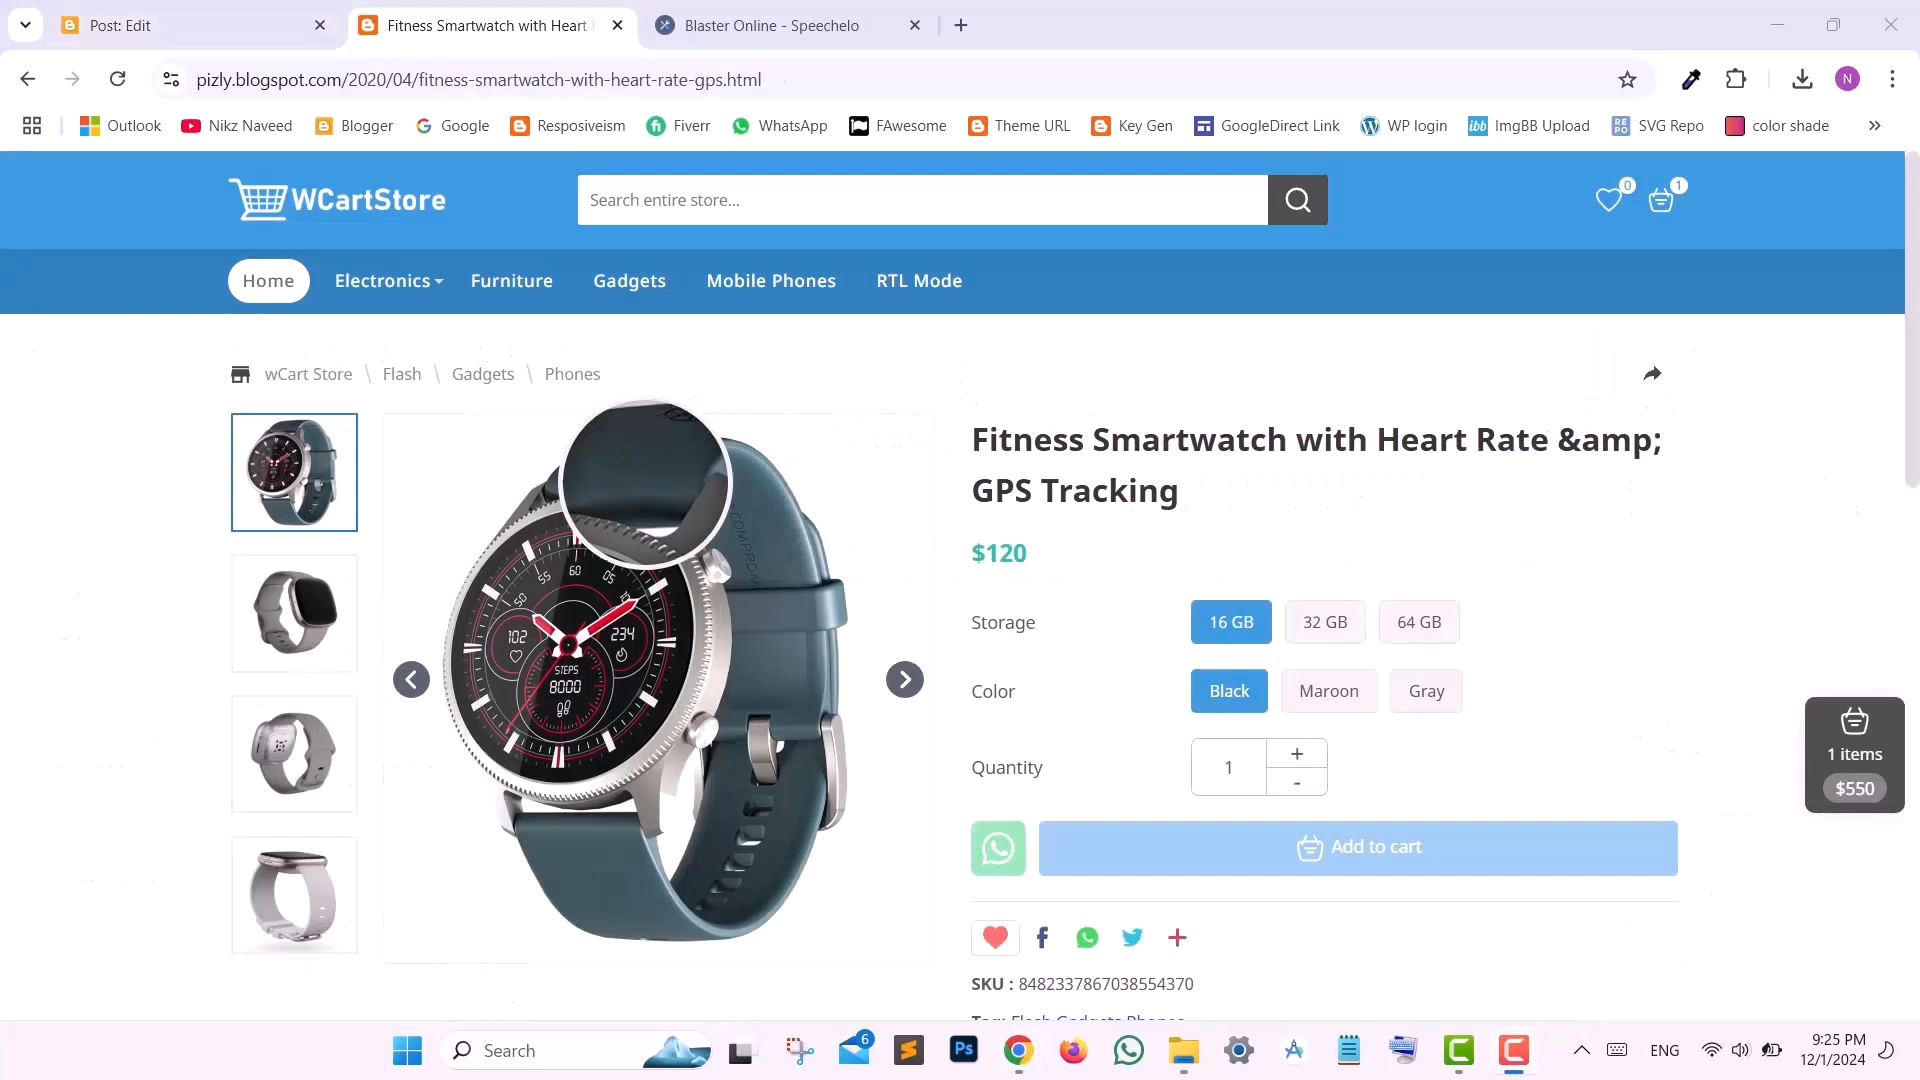 Post: Edit
Fitness Smartwatch with Heart
Blaster Online - Speechelo
pizly.blogspot.com/2020/04/fitness-smartwatch-with-heart-rate-gps.html
N
Outlook
Nikz Naveed
Blogger
Google
Resposiveism
Fiverr
WhatsApp
FAwesome
Theme URL
Key Gen
GoogleDirect Link
WP login
ImgBB Upload
SVG Repo
color shade
WCartStore
Search entire store...
0
1
Home
Electronics
Furniture
Gadgets
Mobile Phones
RTL Mode
wCart Store \ Flash \ Gadgets \ Phones
Fitness Smartwatch with Heart Rate &amp;
GPS Tracking
$120
Storage
16 GB
32 GB
64 GB
Color
Black
Maroon
Gray
Quantity
1
+
-
Add to cart
SKU : 8482337867038554370
60
55
05
50
102
234
STEPS
8000
1 items
$550
Search
6
Ps
ENG
9:25 PM
12/1/2024